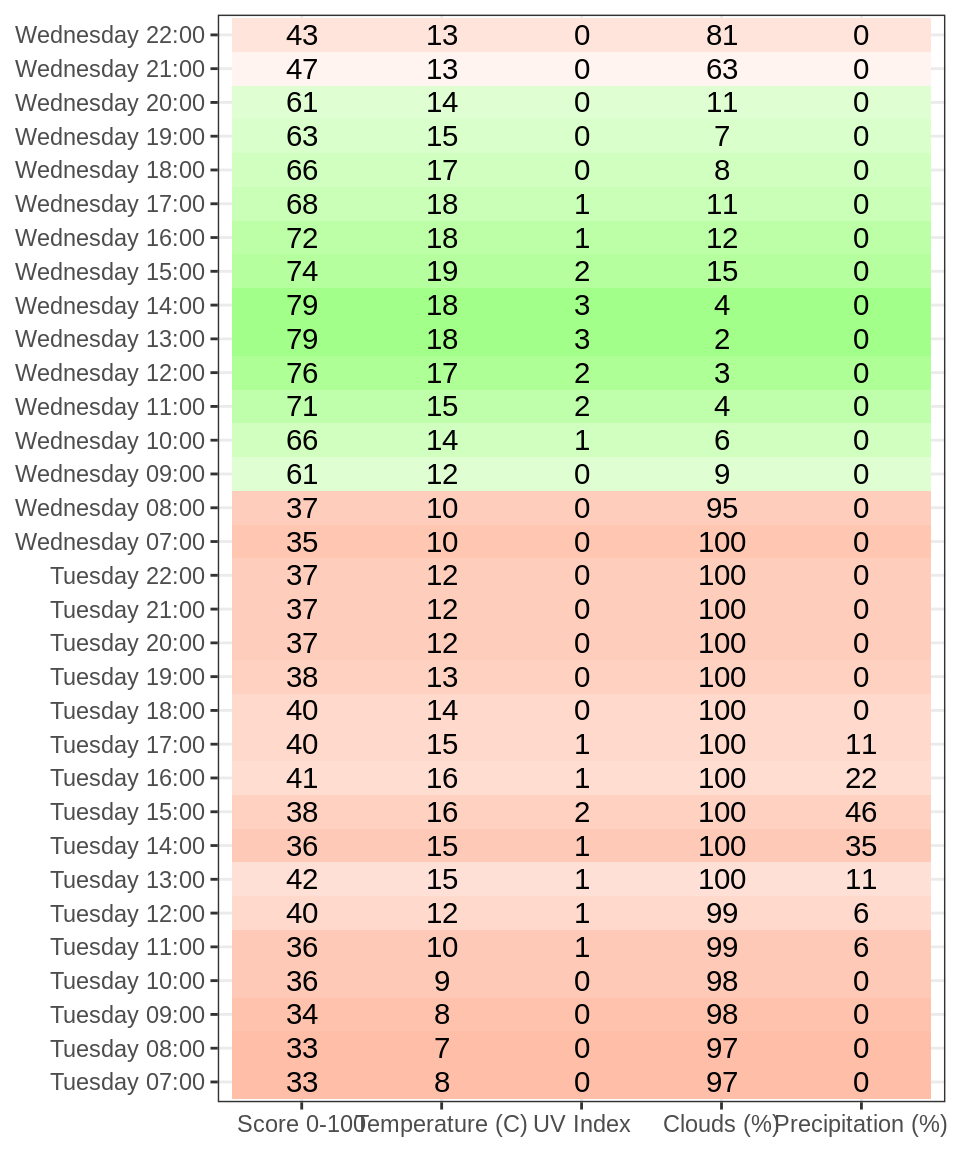 Wednesday 22:00 43 13 0 81 0
Wednesday 21:00 47 13 0 63 0
Wednesday 20:00 61 14 0 11 0
Wednesday 19:00 63 15 0 7 0
Wednesday 18:00 66 17 0 8 0
Wednesday 17:00 68 18 1 11 0
Wednesday 16:00 72 18 1 12 0
Wednesday 15:00 74 19 2 15 0
Wednesday 14:00 79 18 3 4 0
Wednesday 13:00 79 18 3 2 0
Wednesday 12:00 76 17 2 3 0
Wednesday 11:00 71 15 2 4 0
Wednesday 10:00 66 14 1 6 0
Wednesday 09:00 61 12 0 9 0
Wednesday 08:00 37 10 0 95 0
Wednesday 07:00 35 10 0 100 0
Tuesday 22:00 37 12 0 100 0
Tuesday 21:00 37 12 0 100 0
Tuesday 20:00 37 12 0 100 0
Tuesday 19:00 38 13 0 100 0
Tuesday 18:00 40 14 0 100 0
Tuesday 17:00 40 15 1 100 11
Tuesday 16:00 41 16 1 100 22
Tuesday 15:00 38 16 2 100 46
Tuesday 14:00 36 15 1 100 35
Tuesday 13:00 42 15 1 100 11
Tuesday 12:00 40 12 1 99 6
Tuesday 11:00 36 10 1 99 6
Tuesday 10:00 36 9 0 98 0
Tuesday 09:00 34 8 0 98 0
Tuesday 08:00 33 7 0 97 0
Tuesday 07:00 33 8 0 97 0
Score 0-100 Temperature (C) UV Index Clouds (%) Precipitation (%)